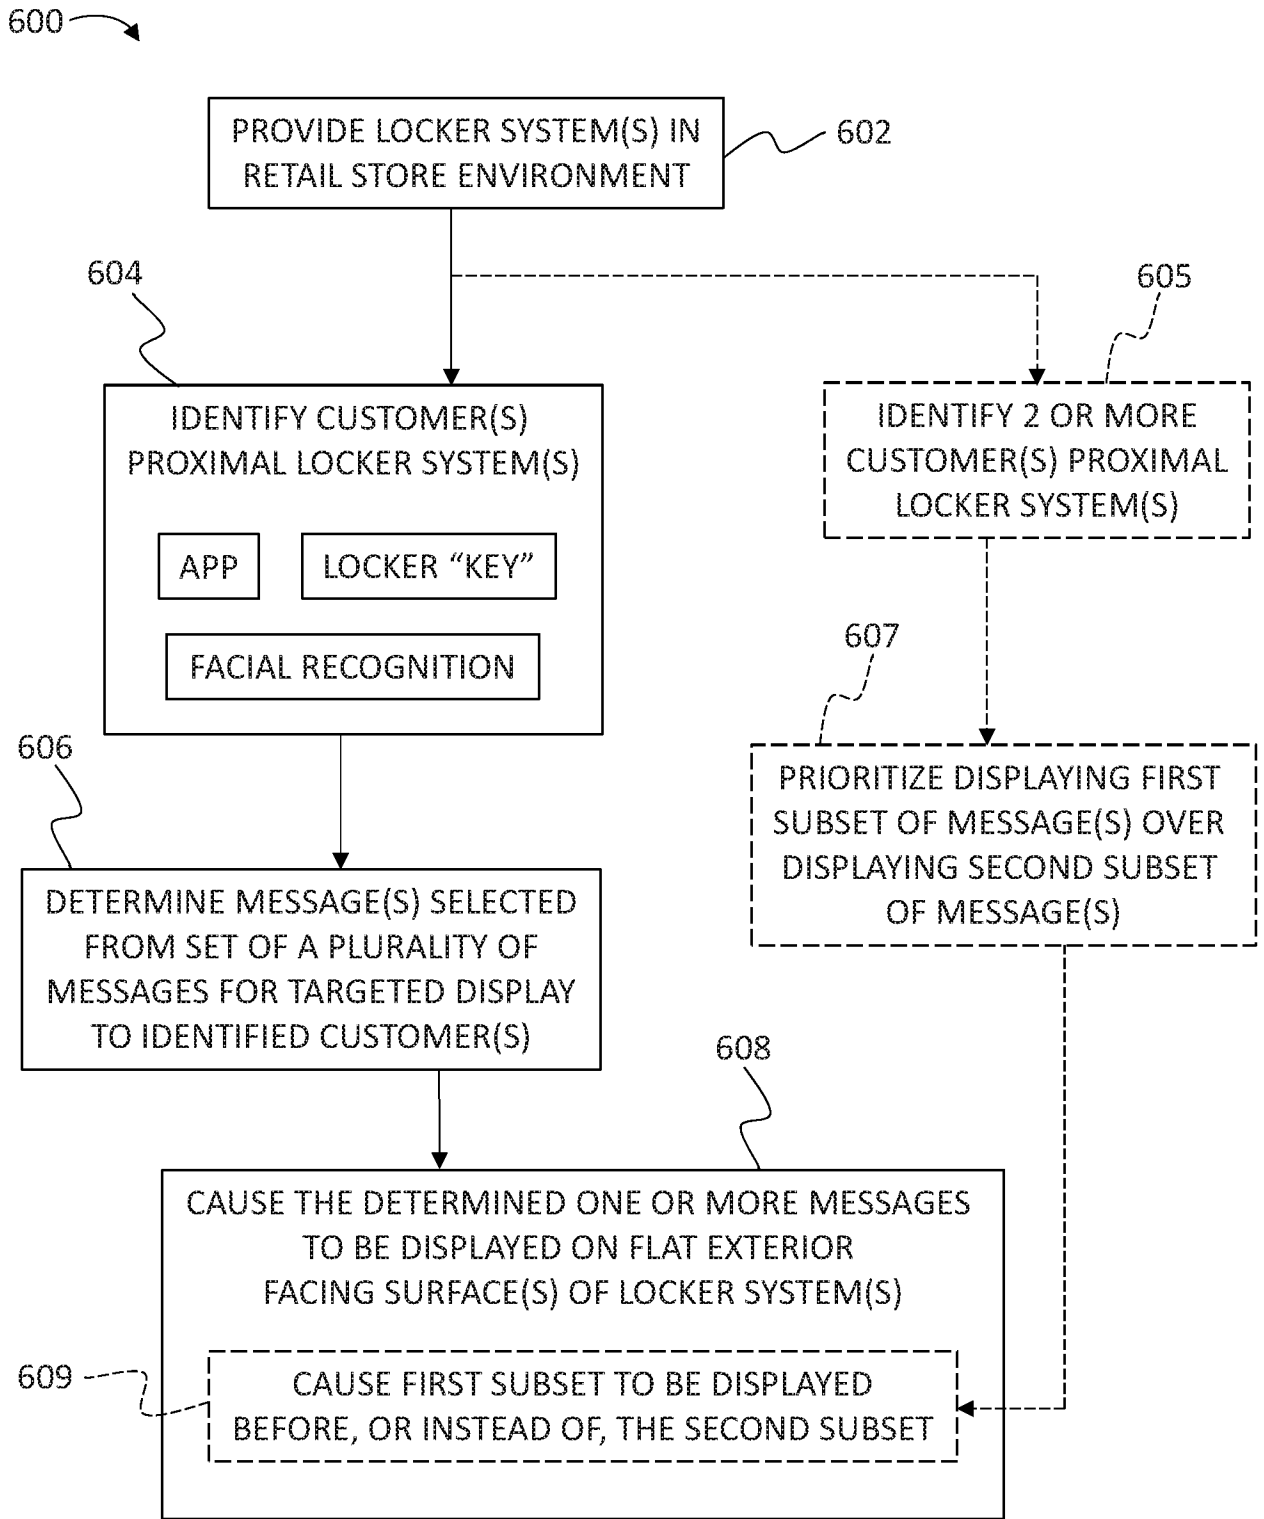 600
PROVIDE LOCKER SYSTEM(S) IN
RETAIL STORE ENVIRONMENT
602
604
605
IDENTIFY CUSTOMER(S)
PROXIMAL LOCKER SYSTEM(S)
APP
LOCKER “KEY”
FACIAL RECOGNITION
IDENTIFY 2 OR MORE
CUSTOMER(S) PROXIMAL
LOCKER SYSTEM(S)
607
606
PRIORITIZE DISPLAYING FIRST
SUBSET OF MESSAGE(S) OVER
DISPLAYING SECOND SUBSET
OF MESSAGE(S)
DETERMINE MESSAGE(S) SELECTED
FROM SET OF A PLURALITY OF
MESSAGES FOR TARGETED DISPLAY
TO IDENTIFIED CUSTOMER(S)
608
CAUSE THE DETERMINED ONE OR MORE MESSAGES
TO BE DISPLAYED ON FLAT EXTERIOR
FACING SURFACE(S) OF LOCKER SYSTEM(S)
609
CAUSE FIRST SUBSET TO BE DISPLAYED
BEFORE, OR INSTEAD OF, THE SECOND SUBSET